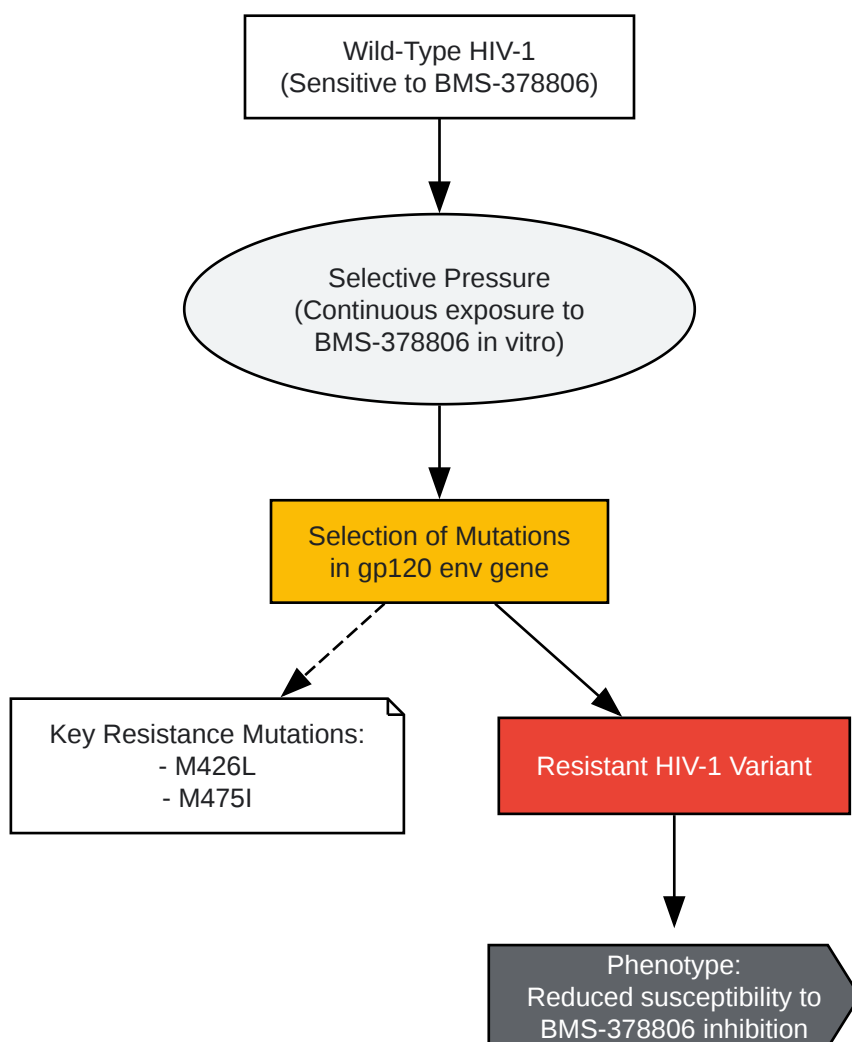 Wild-Type HIV-1
(Sensitive to BMS-378806)
Selective Pressure
(Continuous exposure to
BMS-378806 in vitro)
Selection of Mutations
in gp120 env gene
Key Resistance Mutations:
- M426L
- M475I
Resistant HIV-1 Variant
Phenotype:
Reduced susceptibility to
BMS-378806 inhibition